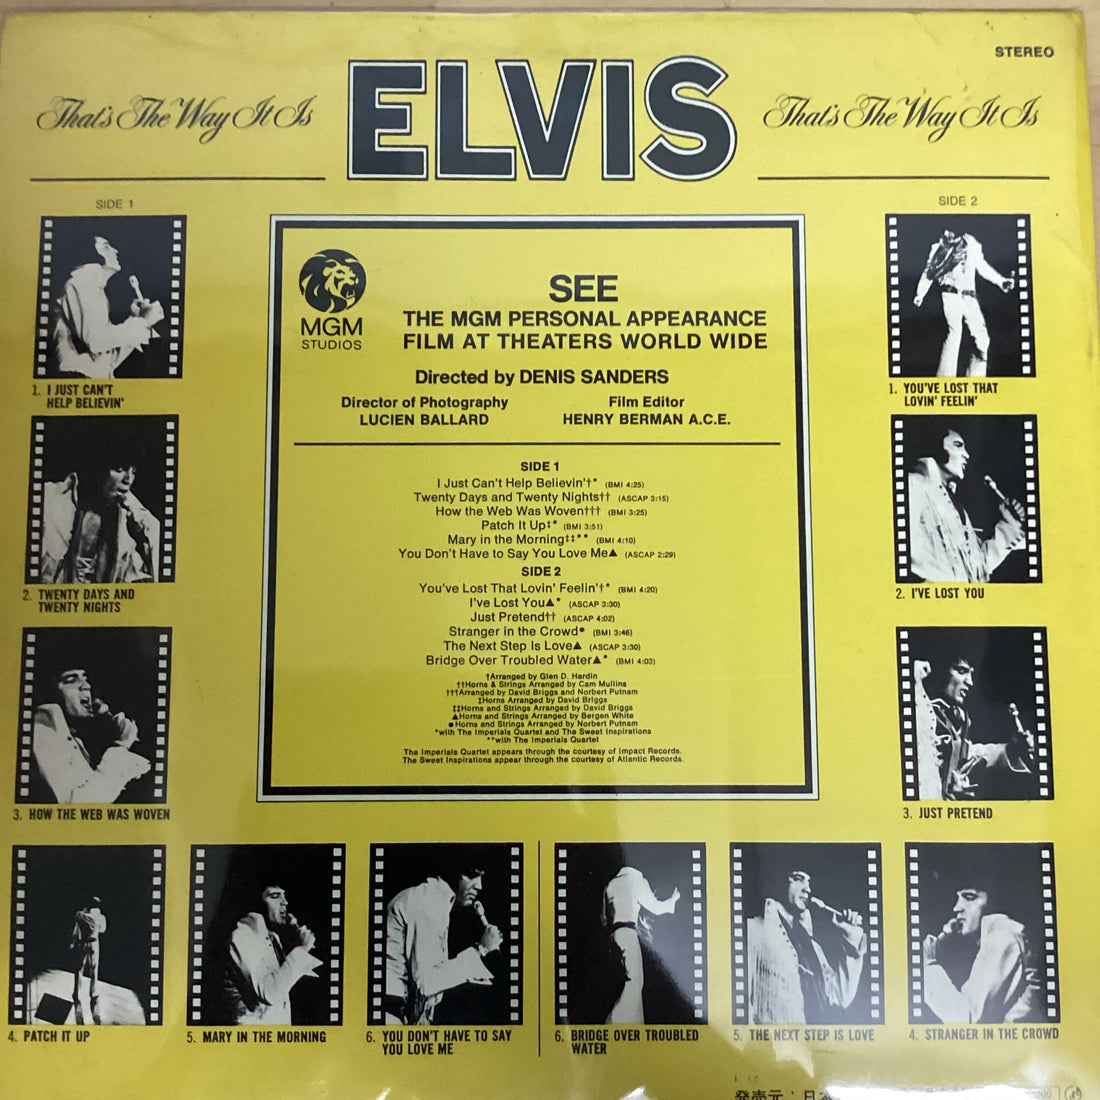 STEREO
That's The Way It Is
ELVIS
That's The Way It Is
SIDE 1
SIDE 2
MGM
STUDIOS
SEE
THE MGM PERSONAL APPEARANCE
FILM AT THEATERS WORLD WIDE
Directed by DENIS SANDERS
Director of Photography
LUCIEN BALLARD
Film Editor
HENRY BERMAN A.C.E.
SIDE 1
I Just Can't Help Believin'†* (BMI 4:25)
Twenty Days and Twenty Nights†† (ASCAP 3:15)
How the Web Was Woven††† (BMI 3:25)
Patch It Up‡* (BMI 3:51)
Mary in the Morning‡‡** (BMI 4:10)
You Don't Have to Say You Love Me▲ (ASCAP 2:29)
SIDE 2
You've Lost That Lovin' Feelin'†* (BMI 4:20)
I've Lost You▲* (ASCAP 3:30)
Just Pretend†† (ASCAP 4:02)
Stranger in the Crowd● (BMI 3:46)
The Next Step Is Love▲ (ASCAP 3:30)
Bridge Over Troubled Water▲* (BMI 4:03)
†Arranged by Glen D. Hardin
††Horns & Strings Arranged by Cam Mullins
†††Arranged by David Briggs and Norbert Putnam
‡Horns Arranged by David Briggs
‡‡Horns and Strings Arranged by David Briggs
▲Horns and Strings Arranged by Bergen White
●Horns and Strings Arranged by Norbert Putnam
*with The Imperials Quartet and The Sweet Inspirations
**with The Imperials Quartet
The Imperials Quartet appears through the courtesy of Impact Records.
The Sweet Inspirations appear through the courtesy of Atlantic Records.
1. I JUST CAN'T
HELP BELIEVIN'
2. TWENTY DAYS AND
TWENTY NIGHTS
3. HOW THE WEB WAS WOVEN
1. YOU'VE LOST THAT
LOVIN' FEELIN'
2. I'VE LOST YOU
3. JUST PRETEND
4. PATCH IT UP
5. MARY IN THE MORNING
6. YOU DON'T HAVE TO SAY
YOU LOVE ME
6. BRIDGE OVER TROUBLED
WATER
5. THE NEXT STEP IS LOVE
4. STRANGER IN THE CROWD
発売元：日本